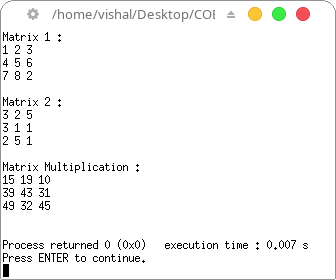 /home/vishal/Desktop/COI
Matrix 1 :
1 2 3
4 5 6
7 8 2
Matrix 2 :
3 2 5
3 1 1
2 5 1
Matrix Multiplication :
15 19 10
39 43 31
49 32 45
Process returned 0 (0x0)   execution time : 0.007 s
Press ENTER to continue.